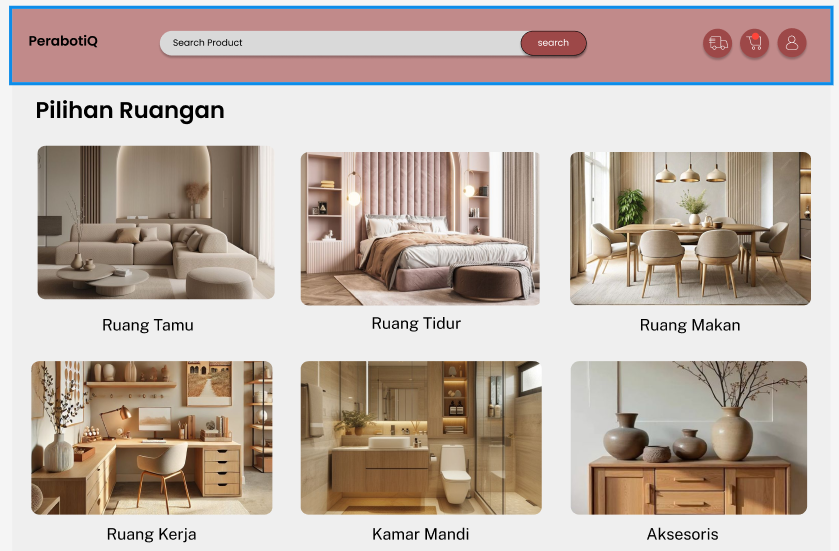 PerabotiQ
Search Product
search
Pilihan Ruangan
Ruang Tamu
Ruang Tidur
Ruang Makan
Ruang Kerja
Kamar Mandi
Aksesoris